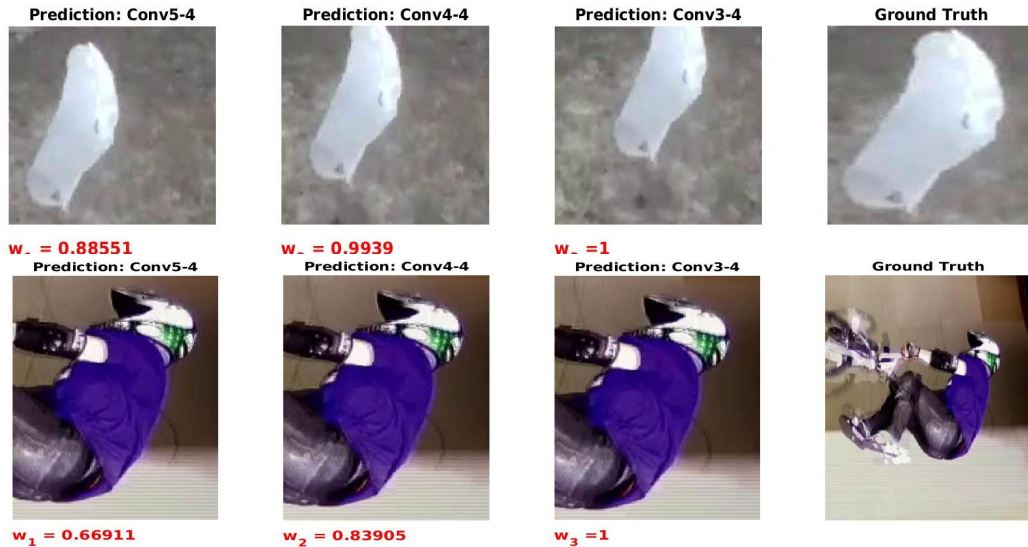 Prediction: Conv5-4 Prediction: Conv4-4 Prediction: Conv3-4 Ground Truth
= 0.88551 = 0.9939 =1
Prediction: Conv5-4 Prediction: Conv4-4 Prediction: Conv3-4 Ground Truth
w₁ = 0.66911 w₂ = 0.83905 w₃ =1